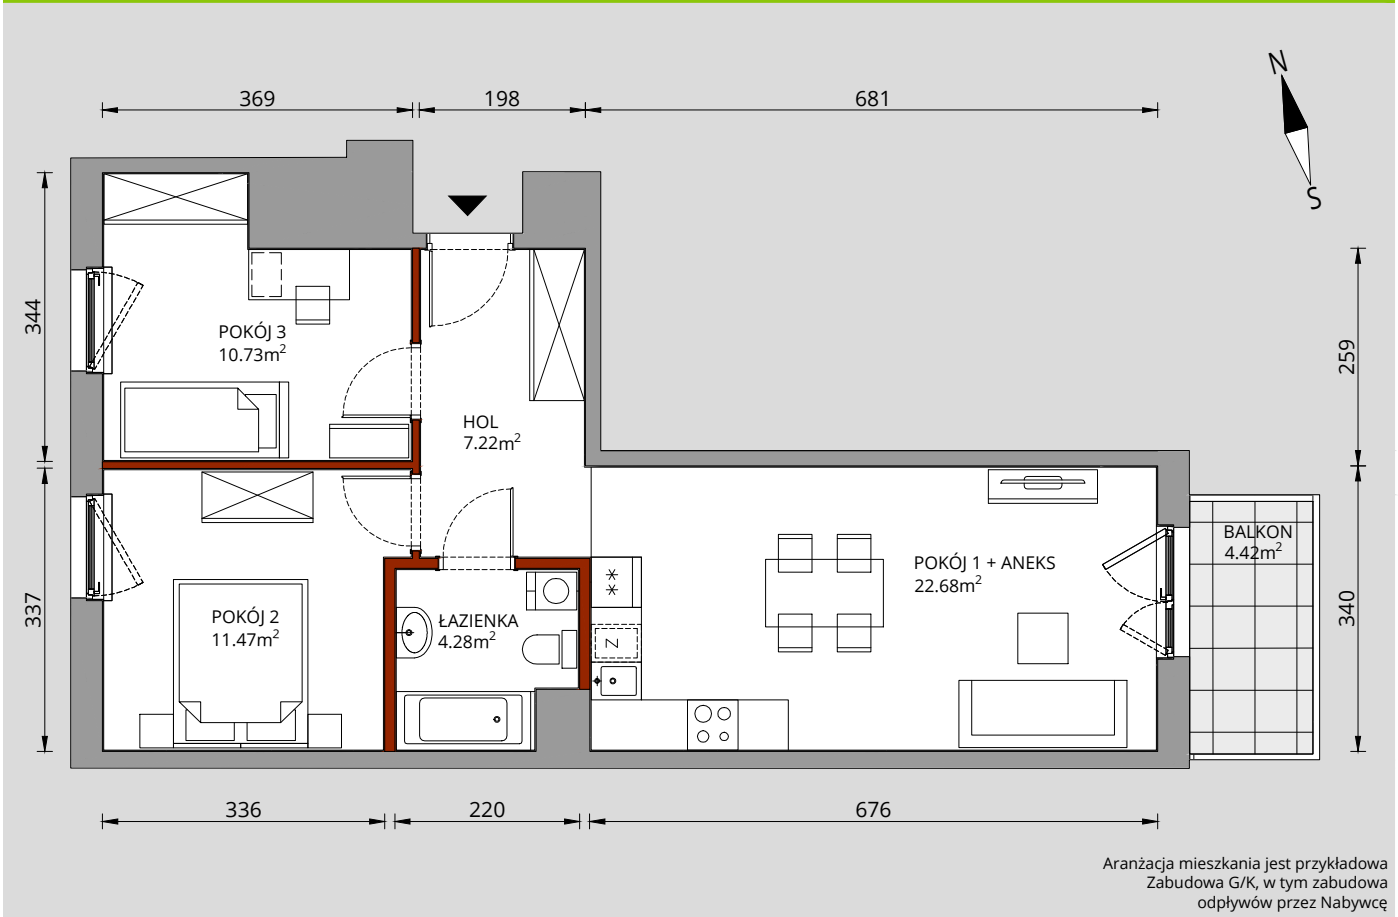 N
S
369
198
681
344
259
POKÓJ 3
10.73m²
HOL
7.22m²
BALKON
4.42m²
POKÓJ 1 + ANEKS
22.68m²
337
340
POKÓJ 2
11.47m²
ŁAZIENKA
4.28m²
**
Z
336
220
676
Aranżacja mieszkania jest przykładowa
Zabudowa G/K, w tym zabudowa
odpływów przez Nabywcę